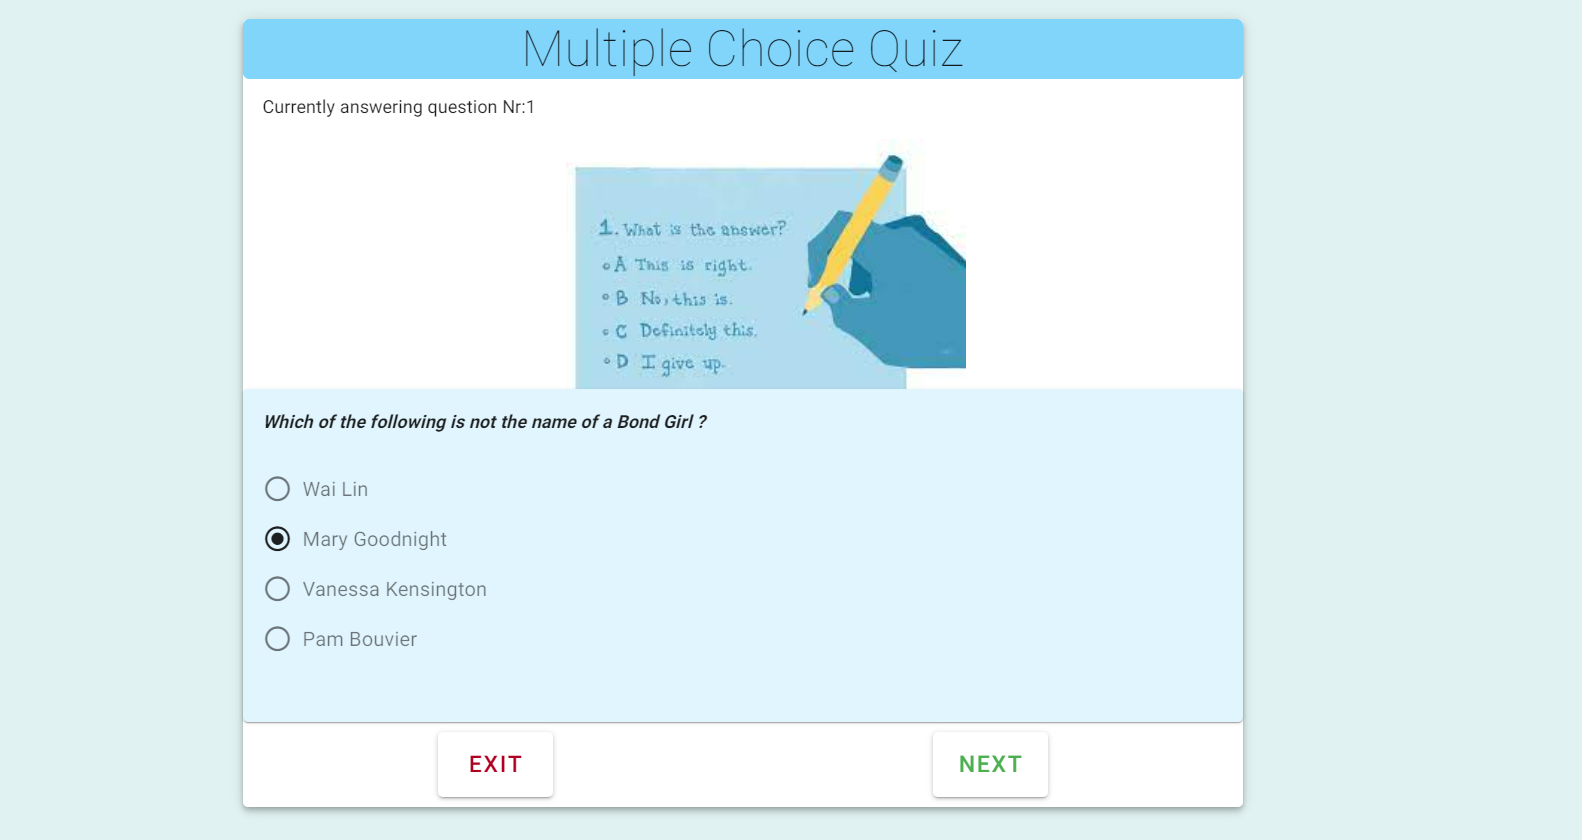 Multiple Choice Quiz
Currently answering question Nr:1
1. What is the answer?
A This is right.
B No, this is.
C Definitely this.
D I give up.
Which of the following is not the name of a Bond Girl ?
Wai Lin
Mary Goodnight
Vanessa Kensington
Pam Bouvier
EXIT
NEXT